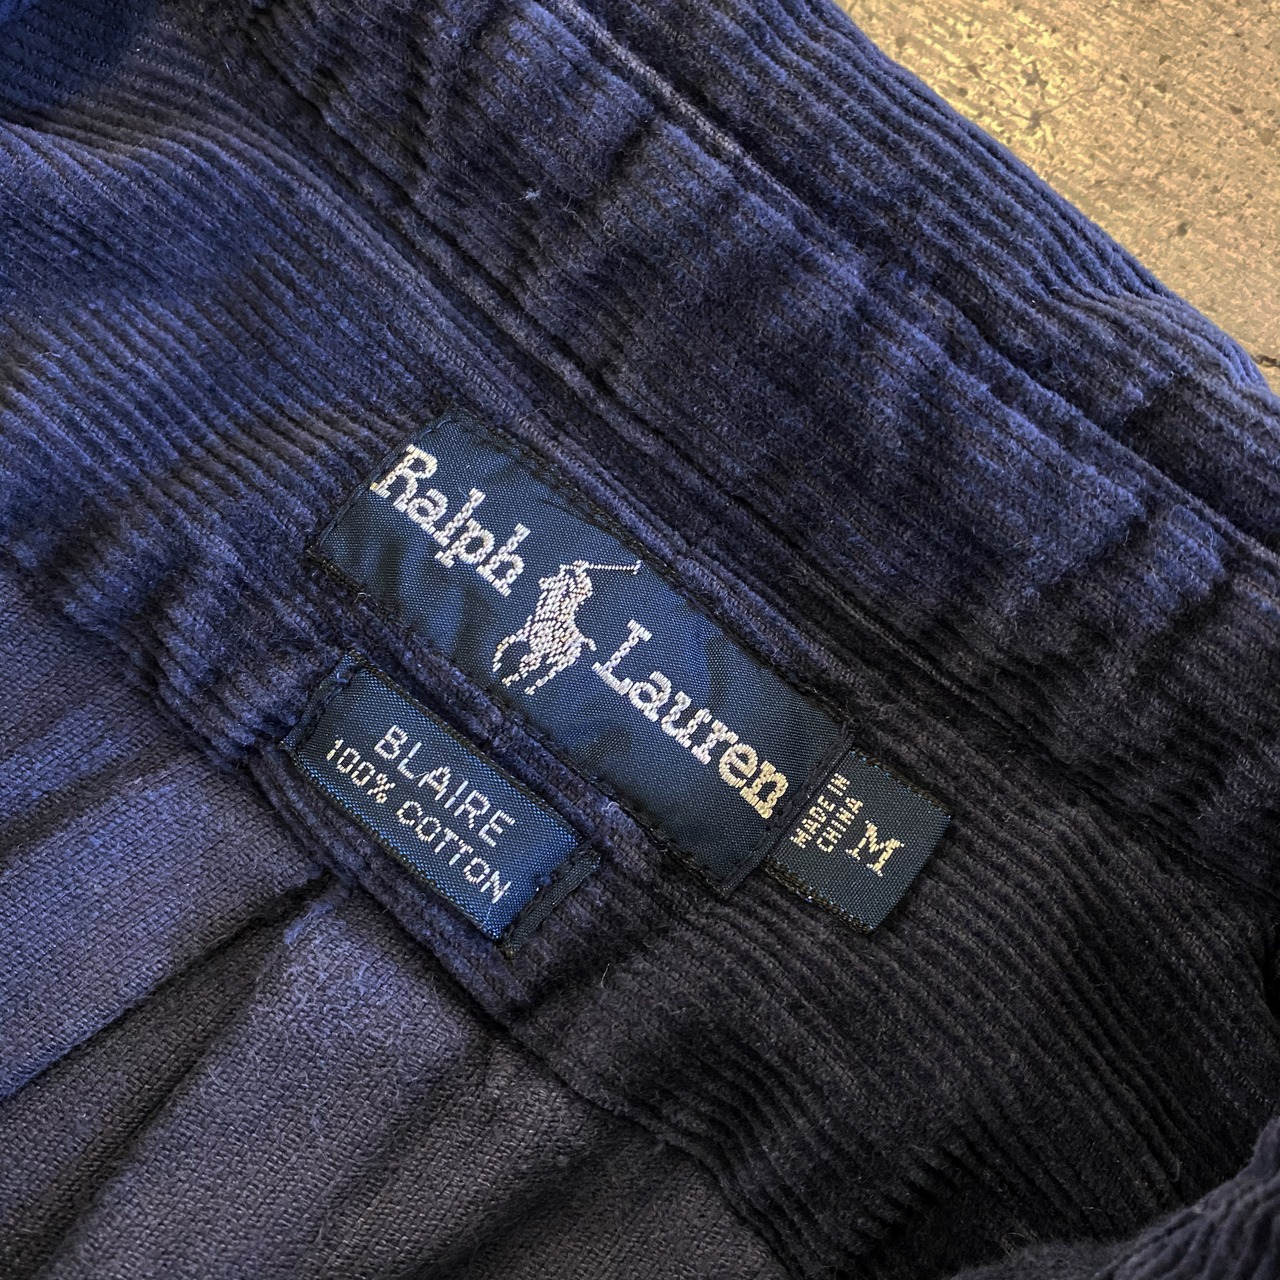 Ralph Lauren
BLAIRE
100% COTTON
MADE IN
CHINA
M